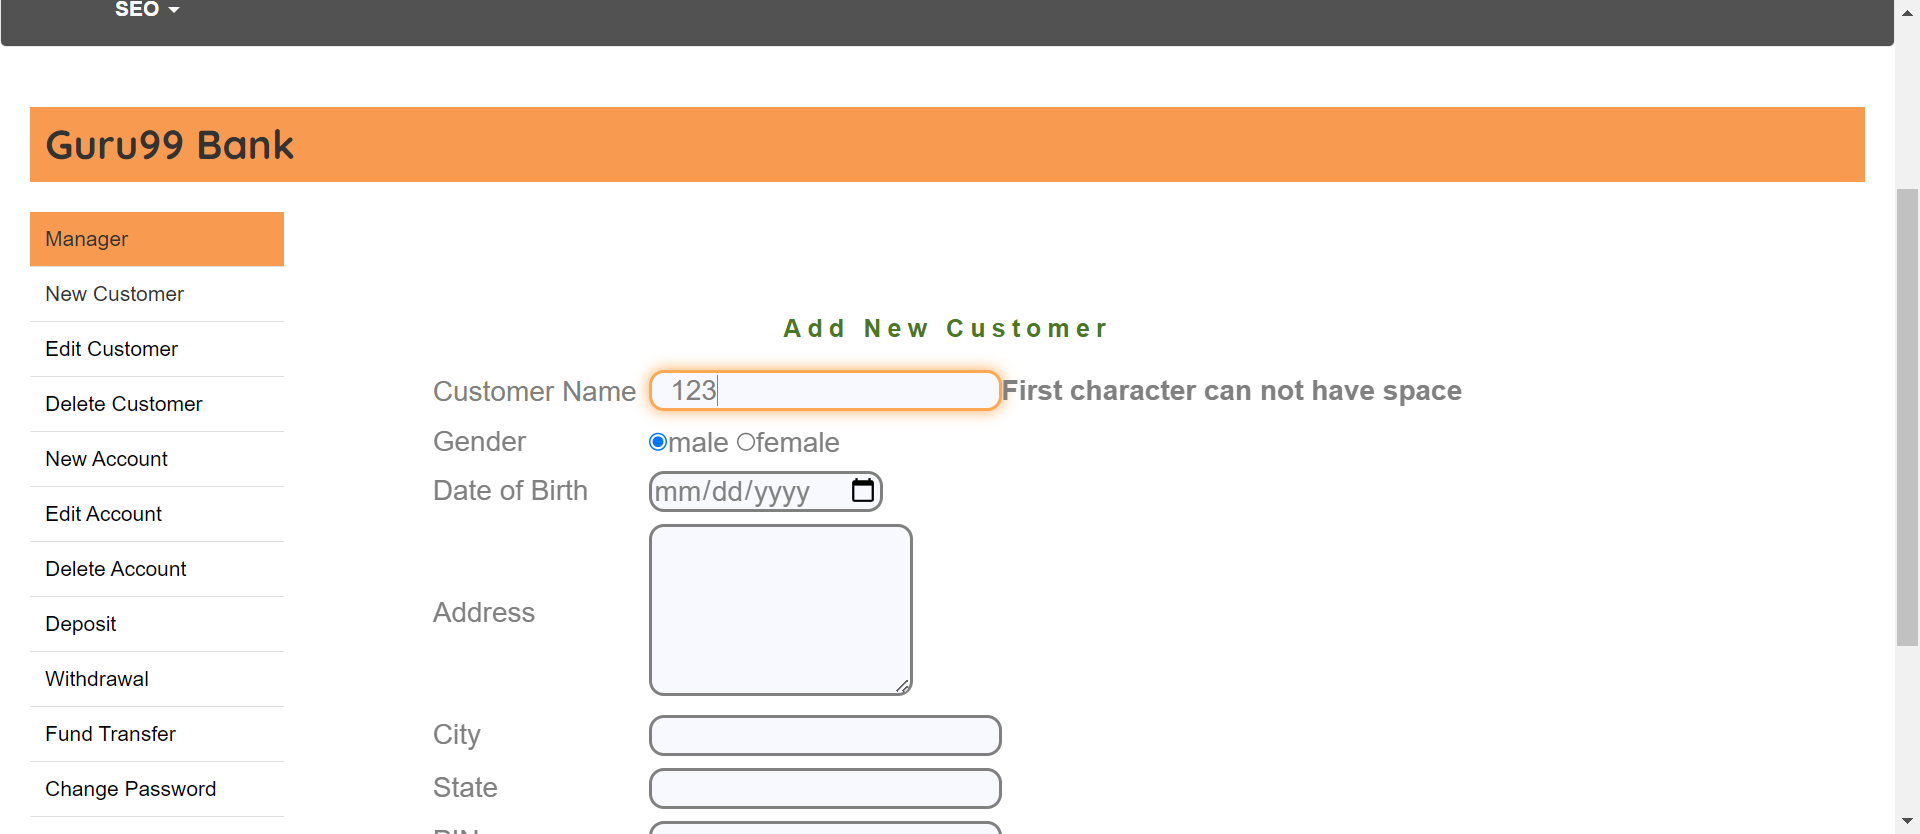 SEO
Guru99 Bank
Manager
New Customer
Edit Customer
Delete Customer
New Account
Edit Account
Delete Account
Deposit
Withdrawal
Fund Transfer
Change Password
Add New Customer
Customer Name 123 First character can not have space
Gender male female
Date of Birth mm/dd/yyyy
Address
City
State